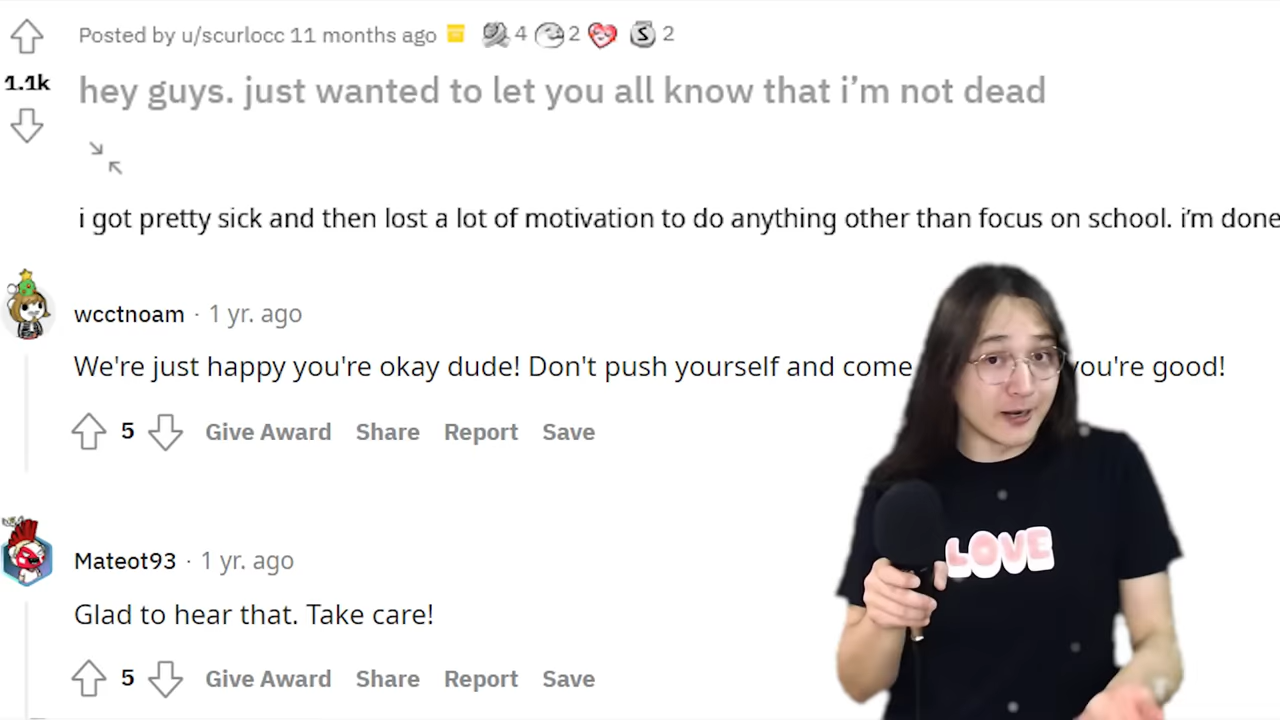 Posted by u/scurlocc 11 months ago 4 2 S 2
1.1k
hey guys. just wanted to let you all know that i’m not dead
i got pretty sick and then lost a lot of motivation to do anything other than focus on school. i’m done
wcctnoam · 1 yr. ago
We're just happy you're okay dude! Don't push yourself and come you're good!
5 Give Award Share Report Save
LOVE
Mateot93 · 1 yr. ago
Glad to hear that. Take care!
5 Give Award Share Report Save